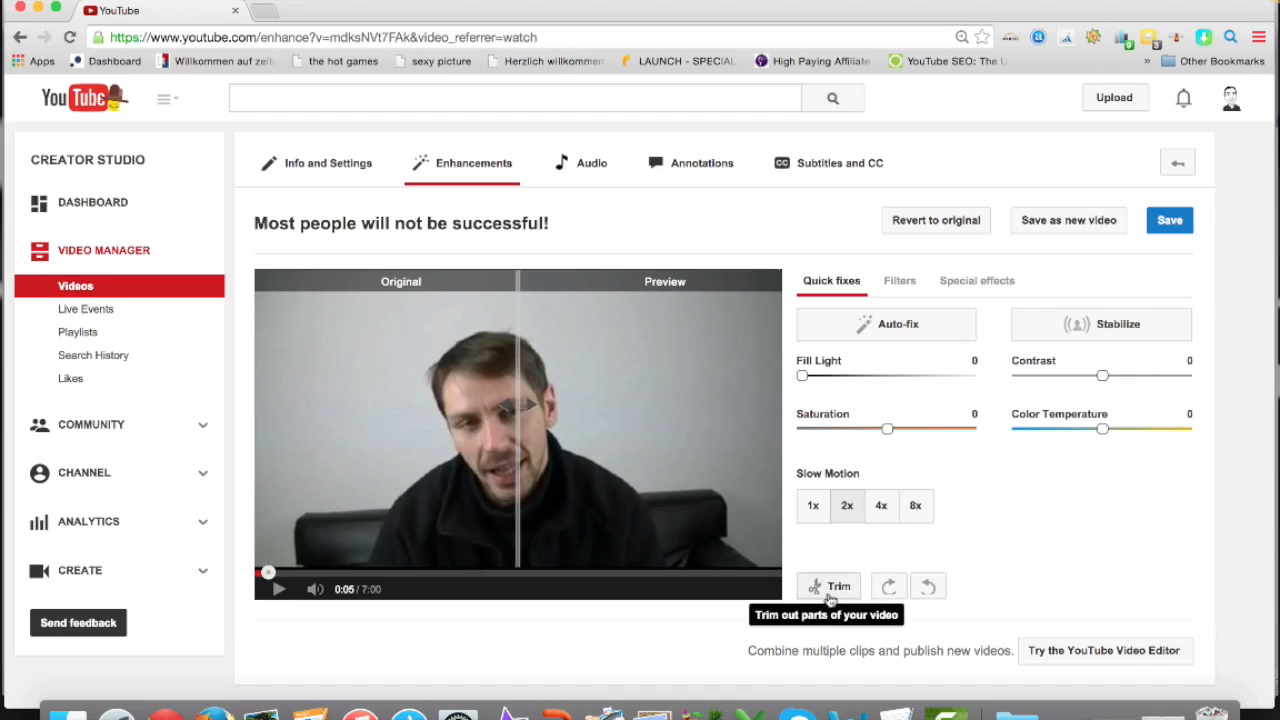 YouTube
https://www.youtube.com/enhance?v=mdksNVt7FAk&video_referrer=watch
Apps Dashboard Willkommen auf zeit the hot games sexy picture Herzlich willkommen LAUNCH - SPECIAL High Paying Affiliate YouTube SEO: The U » Other Bookmarks
YouTube Upload
CREATOR STUDIO
DASHBOARD
VIDEO MANAGER
Videos
Live Events
Playlists
Search History
Likes
COMMUNITY
CHANNEL
ANALYTICS
CREATE
Send feedback
Info and Settings Enhancements Audio Annotations CC Subtitles and CC
Most people will not be successful! Revert to original Save as new video Save
Original Preview
0:05 / 7:00
Quick fixes Filters Special effects
Auto-fix Stabilize
Fill Light 0 Contrast 0
Saturation 0 Color Temperature 0
Slow Motion
1x 2x 4x 8x
Trim
Trim out parts of your video
Combine multiple clips and publish new videos. Try the YouTube Video Editor